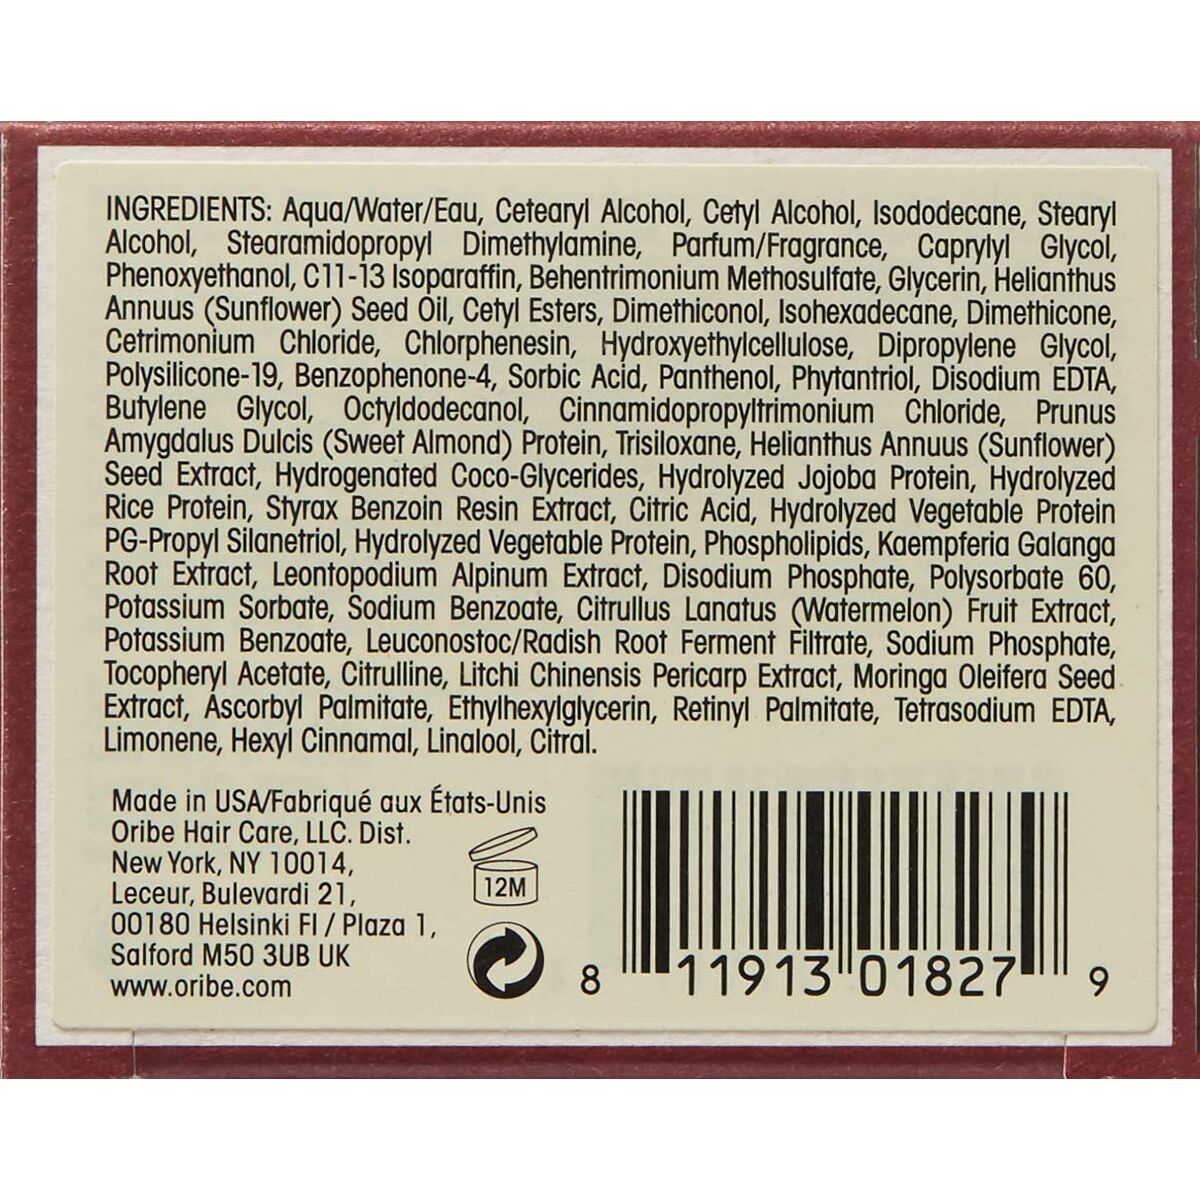 INGREDIENTS: Aqua/Water/Eau, Cetearyl Alcohol, Cetyl Alcohol, Isododecane, Stearyl
Alcohol, Stearamidopropyl Dimethylamine, Parfum/Fragrance, Caprylyl Glycol,
Phenoxyethanol, C11-13 Isoparaffin, Behentrimonium Methosulfate, Glycerin, Helianthus
Annuus (Sunflower) Seed Oil, Cetyl Esters, Dimethiconol, Isohexadecane, Dimethicone,
Cetrimonium Chloride, Chlorphenesin, Hydroxyethylcellulose, Dipropylene Glycol,
Polysilicone-19, Benzophenone-4, Sorbic Acid, Panthenol, Phytantriol, Disodium EDTA,
Butylene Glycol, Octyldodecanol, Cinnamidopropyltrimonium Chloride, Prunus
Amygdalus Dulcis (Sweet Almond) Protein, Trisiloxane, Helianthus Annuus (Sunflower)
Seed Extract, Hydrogenated Coco-Glycerides, Hydrolyzed Jojoba Protein, Hydrolyzed
Rice Protein, Styrax Benzoin Resin Extract, Citric Acid, Hydrolyzed Vegetable Protein
PG-Propyl Silanetriol, Hydrolyzed Vegetable Protein, Phospholipids, Kaempferia Galanga
Root Extract, Leontopodium Alpinum Extract, Disodium Phosphate, Polysorbate 60,
Potassium Sorbate, Sodium Benzoate, Citrullus Lanatus (Watermelon) Fruit Extract,
Potassium Benzoate, Leuconostoc/Radish Root Ferment Filtrate, Sodium Phosphate,
Tocopheryl Acetate, Citrulline, Litchi Chinensis Pericarp Extract, Moringa Oleifera Seed
Extract, Ascorbyl Palmitate, Ethylhexylglycerin, Retinyl Palmitate, Tetrasodium EDTA,
Limonene, Hexyl Cinnamal, Linalool, Citral.
Made in USA/Fabriqué aux États-Unis
Oribe Hair Care, LLC. Dist.
New York, NY 10014,
Leceur, Bulevardi 21,
00180 Helsinki FI / Plaza 1,
Salford M50 3UB UK
www.oribe.com
12M
8 11913 01827 9